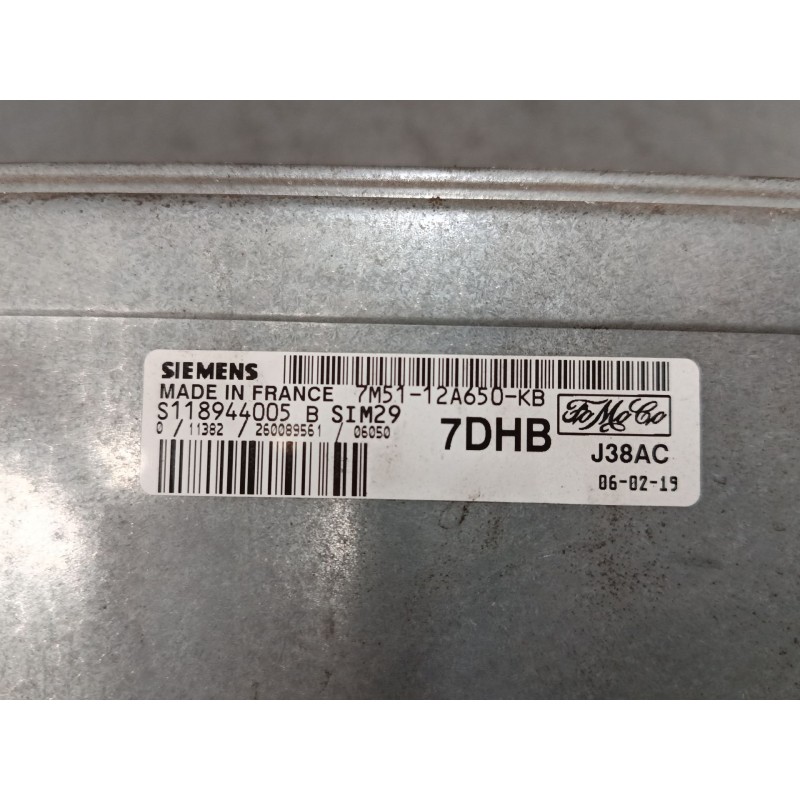 SIEMENS
MADE IN FRANCE 7M51-12A650-KB
S118944005 B SIM29
0 / 11382 / 260089561 / 06050
7DHB
FoMoCo
J38AC
06-02-19